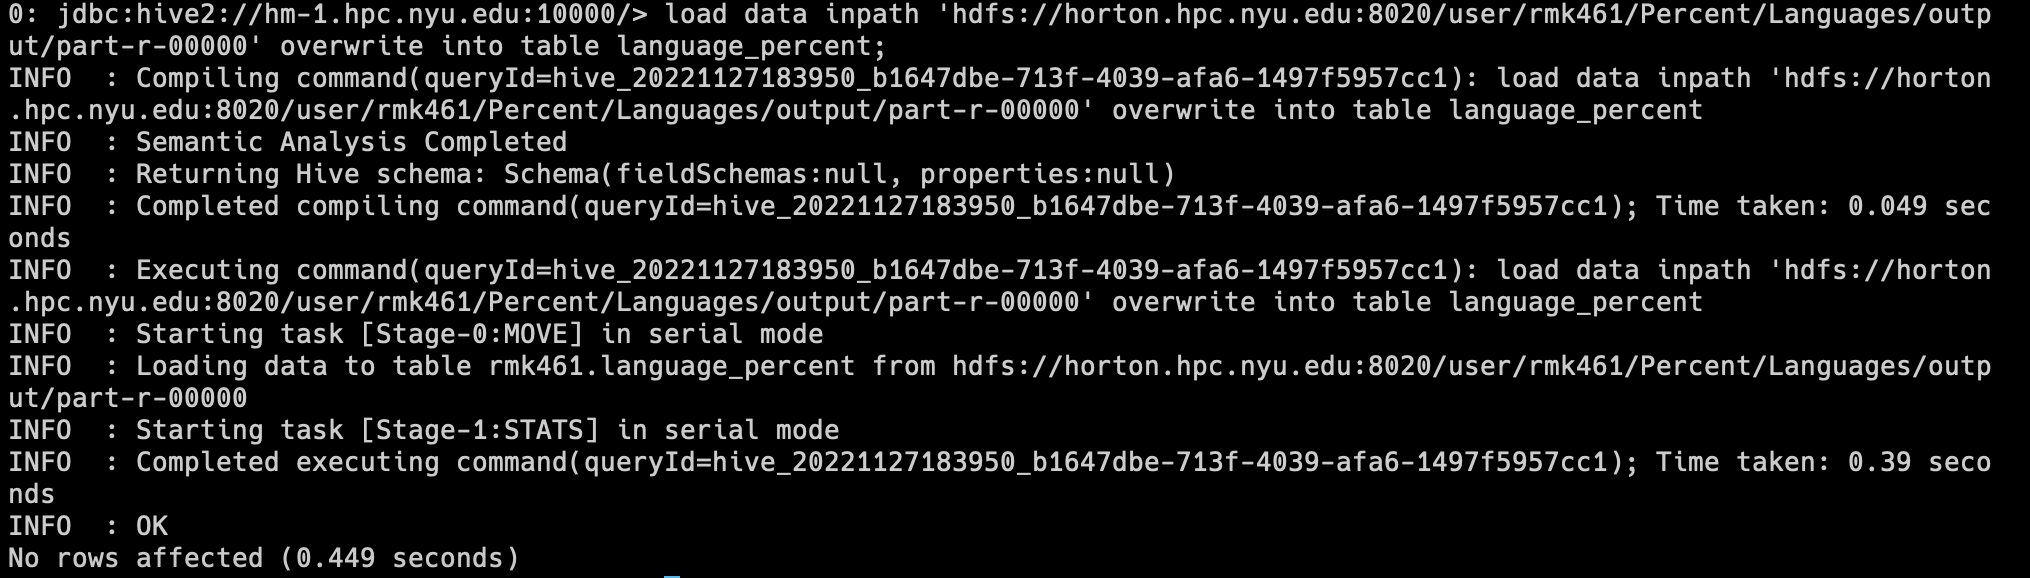 0: jdbc:hive2://hm-1.hpc.nyu.edu:10000/> load data inpath 'hdfs://horton.hpc.nyu.edu:8020/user/rmk461/Percent/Languages/outp
ut/part-r-00000' overwrite into table language_percent;
INFO  : Compiling command(queryId=hive_20221127183950_b1647dbe-713f-4039-afa6-1497f5957cc1): load data inpath 'hdfs://horton
.hpc.nyu.edu:8020/user/rmk461/Percent/Languages/output/part-r-00000' overwrite into table language_percent
INFO  : Semantic Analysis Completed
INFO  : Returning Hive schema: Schema(fieldSchemas:null, properties:null)
INFO  : Completed compiling command(queryId=hive_20221127183950_b1647dbe-713f-4039-afa6-1497f5957cc1); Time taken: 0.049 sec
onds
INFO  : Executing command(queryId=hive_20221127183950_b1647dbe-713f-4039-afa6-1497f5957cc1): load data inpath 'hdfs://horton
.hpc.nyu.edu:8020/user/rmk461/Percent/Languages/output/part-r-00000' overwrite into table language_percent
INFO  : Starting task [Stage-0:MOVE] in serial mode
INFO  : Loading data to table rmk461.language_percent from hdfs://horton.hpc.nyu.edu:8020/user/rmk461/Percent/Languages/outp
ut/part-r-00000
INFO  : Starting task [Stage-1:STATS] in serial mode
INFO  : Completed executing command(queryId=hive_20221127183950_b1647dbe-713f-4039-afa6-1497f5957cc1); Time taken: 0.39 seco
nds
INFO  : OK
No rows affected (0.449 seconds)